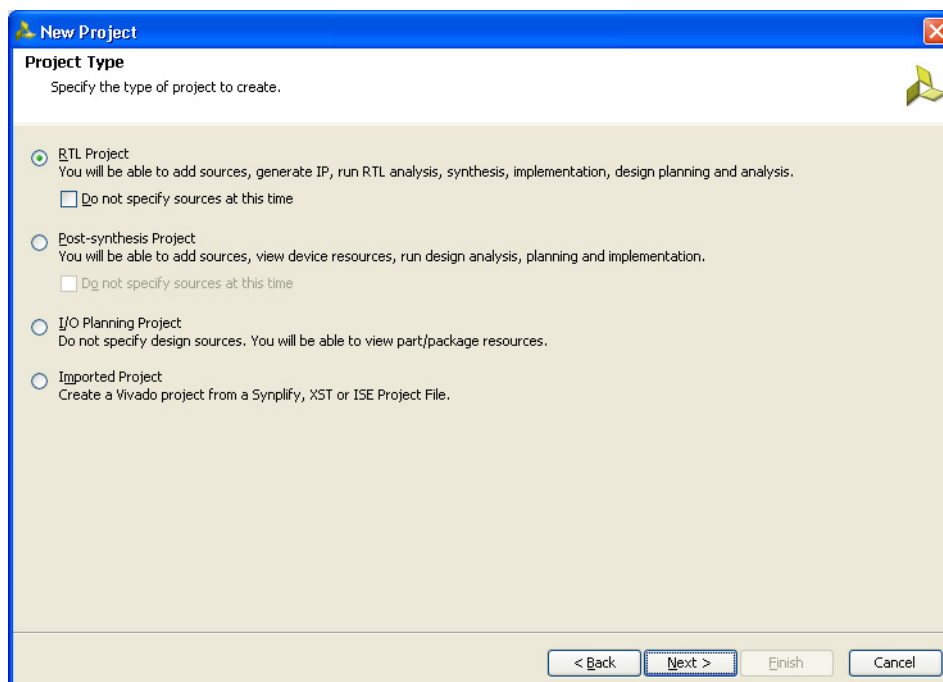 New Project
Project Type
Specify the type of project to create.
RTL Project
You will be able to add sources, generate IP, run RTL analysis, synthesis, implementation, design planning and analysis.
Do not specify sources at this time
Post-synthesis Project
You will be able to add sources, view device resources, run design analysis, planning and implementation.
Do not specify sources at this time
I/O Planning Project
Do not specify design sources. You will be able to view part/package resources.
Imported Project
Create a Vivado project from a Synplify, XST or ISE Project File.
< Back Next > Finish Cancel